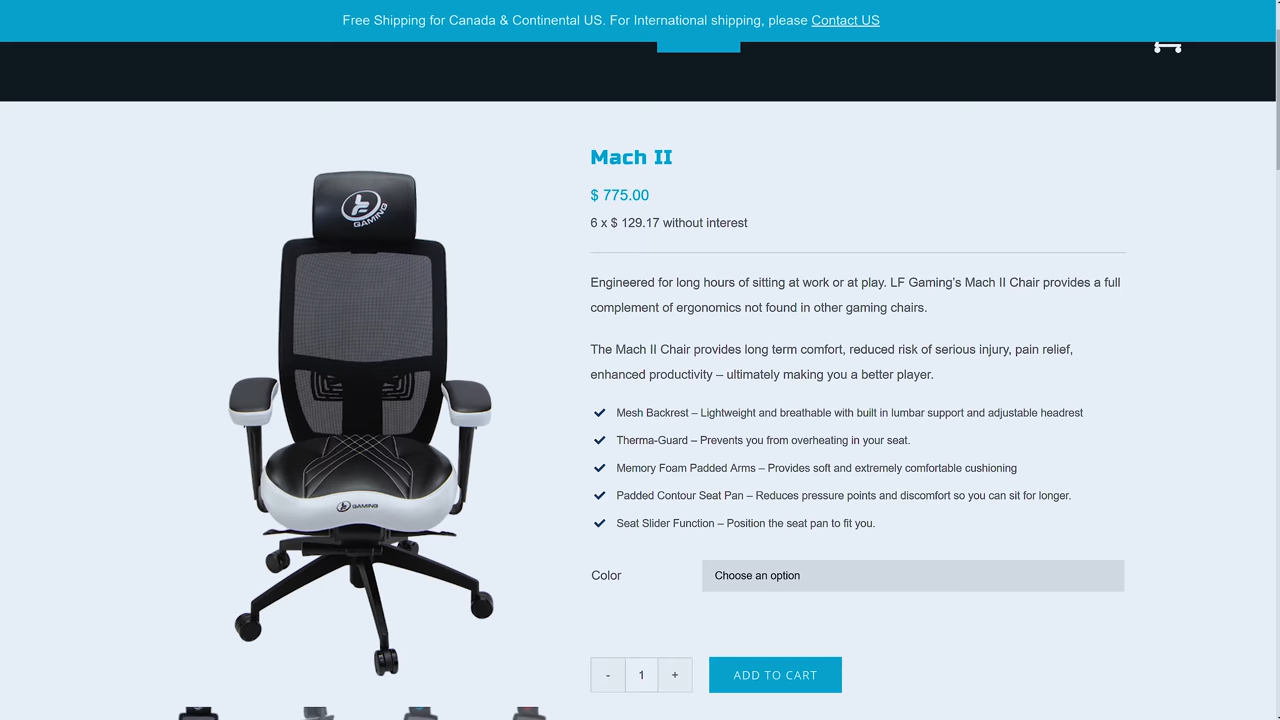 Free Shipping for Canada & Continental US. For International shipping, please Contact US
Mach II
$ 775.00
6 x $ 129.17 without interest
Engineered for long hours of sitting at work or at play. LF Gaming's Mach II Chair provides a full
complement of ergonomics not found in other gaming chairs.
The Mach II Chair provides long term comfort, reduced risk of serious injury, pain relief,
enhanced productivity – ultimately making you a better player.
Mesh Backrest – Lightweight and breathable with built in lumbar support and adjustable headrest
Therma-Guard – Prevents you from overheating in your seat.
Memory Foam Padded Arms – Provides soft and extremely comfortable cushioning
Padded Contour Seat Pan – Reduces pressure points and discomfort so you can sit for longer.
Seat Slider Function – Position the seat pan to fit you.
Color Choose an option
- 1 + ADD TO CART
LF GAMING
LF GAMING